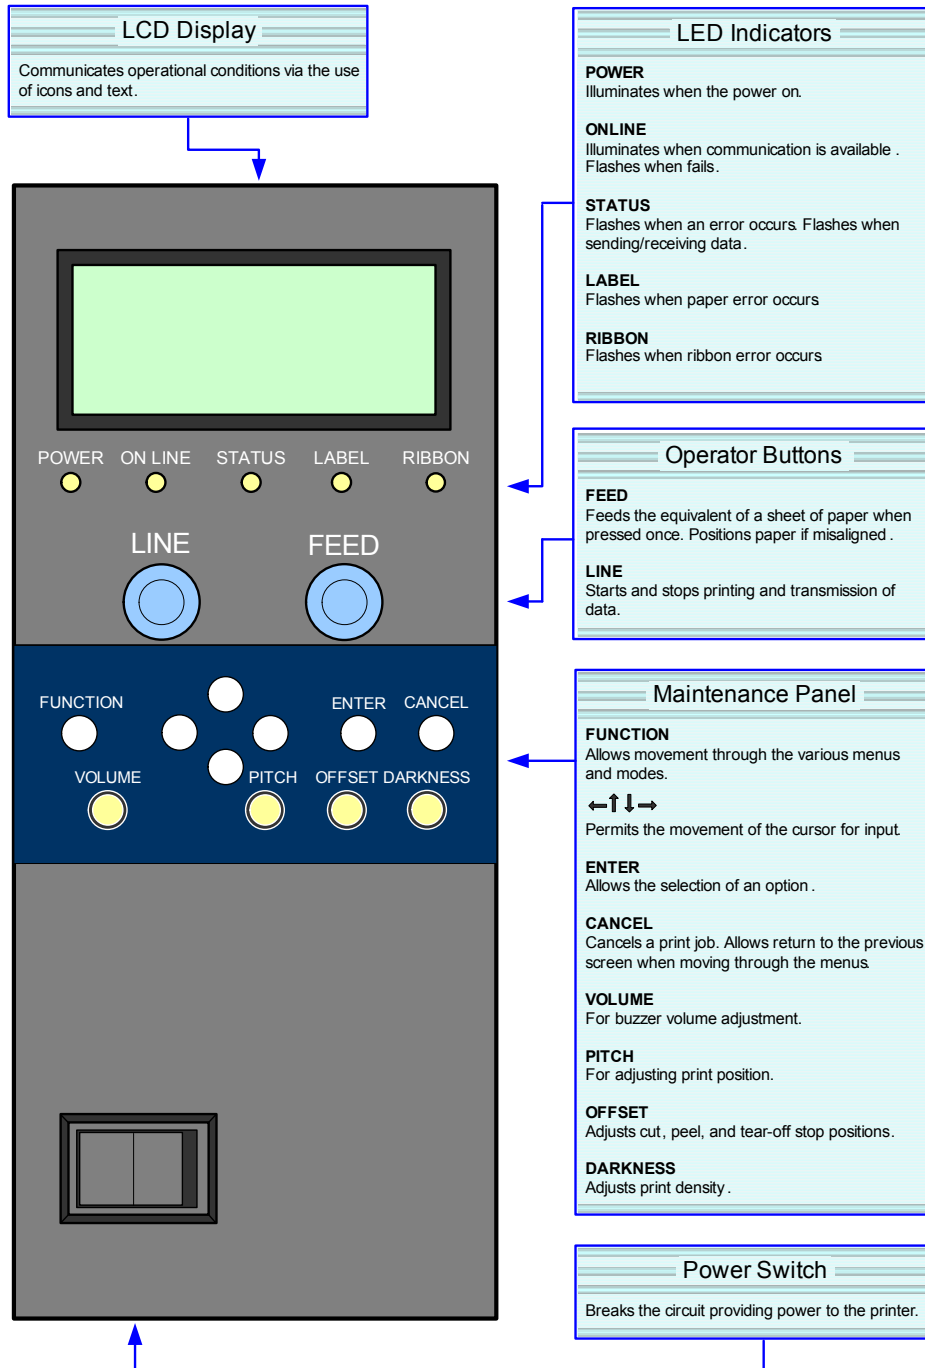 LCD Display
Communicates operational conditions via the use
of icons and text.
LED Indicators
POWER
Illuminates when the power on.
ONLINE
Illuminates when communication is available .
Flashes when fails.
STATUS
Flashes when an error occurs. Flashes when
sending/receiving data.
LABEL
Flashes when paper error occurs.
RIBBON
Flashes when ribbon error occurs.
POWER ON LINE STATUS LABEL RIBBON
LINE FEED
Operator Buttons
FEED
Feeds the equivalent of a sheet of paper when
pressed once. Positions paper if misaligned .
LINE
Starts and stops printing and transmission of
data.
FUNCTION ENTER CANCEL
VOLUME PITCH OFFSET DARKNESS
Maintenance Panel
FUNCTION
Allows movement through the various menus
and modes.
←↑↓→
Permits the movement of the cursor for input.
ENTER
Allows the selection of an option .
CANCEL
Cancels a print job. Allows return to the previous
screen when moving through the menus.
VOLUME
For buzzer volume adjustment.
PITCH
For adjusting print position.
OFFSET
Adjusts cut, peel, and tear-off stop positions.
DARKNESS
Adjusts print density .
Power Switch
Breaks the circuit providing power to the printer.